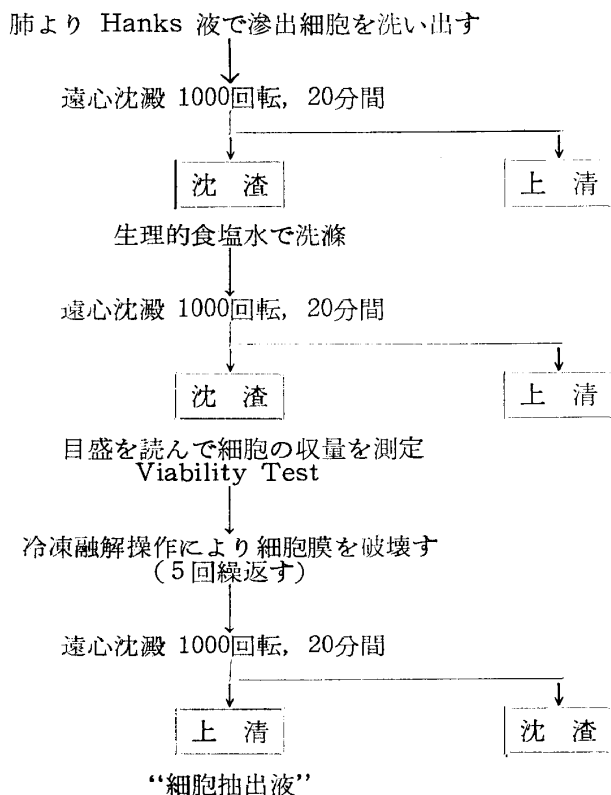 肺より Hanks 液で滲出細胞を洗い出す
遠心沈澱 1000回転, 20分間
沈 渣
上 清
生理的食塩水で洗滌
遠心沈澱 1000回転, 20分間
沈 渣
上 清
目盛を読んで細胞の収量を測定
Viability Test
冷凍融解操作により細胞膜を破壊す
(5回繰返す)
遠心沈澱 1000回転, 20分間
上 清
沈 渣
“細胞抽出液”